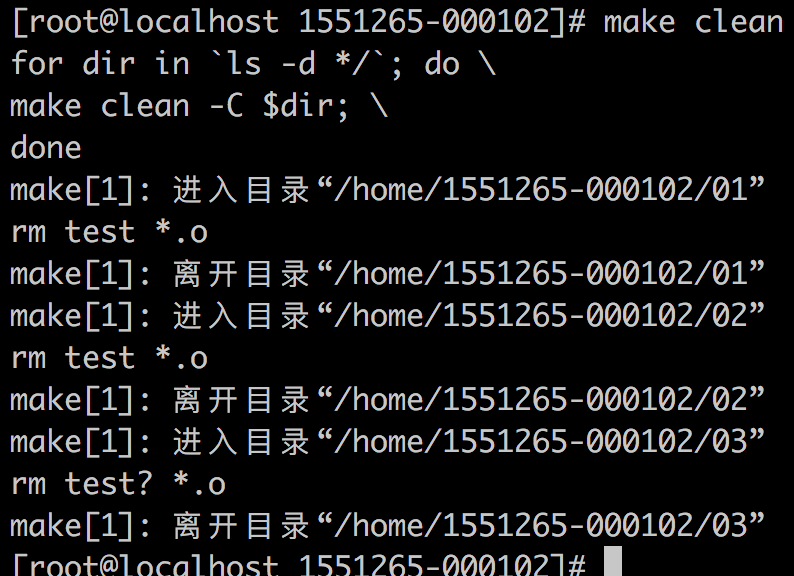 [root@localhost 1551265-000102]# make clean
for dir in `ls -d */`; do \
make clean -C $dir; \
done
make[1]: 进入目录“/home/1551265-000102/01”
rm test *.o
make[1]: 离开目录“/home/1551265-000102/01”
make[1]: 进入目录“/home/1551265-000102/02”
rm test *.o
make[1]: 离开目录“/home/1551265-000102/02”
make[1]: 进入目录“/home/1551265-000102/03”
rm test? *.o
make[1]: 离开目录“/home/1551265-000102/03”
[root@localhost 1551265-000102]#